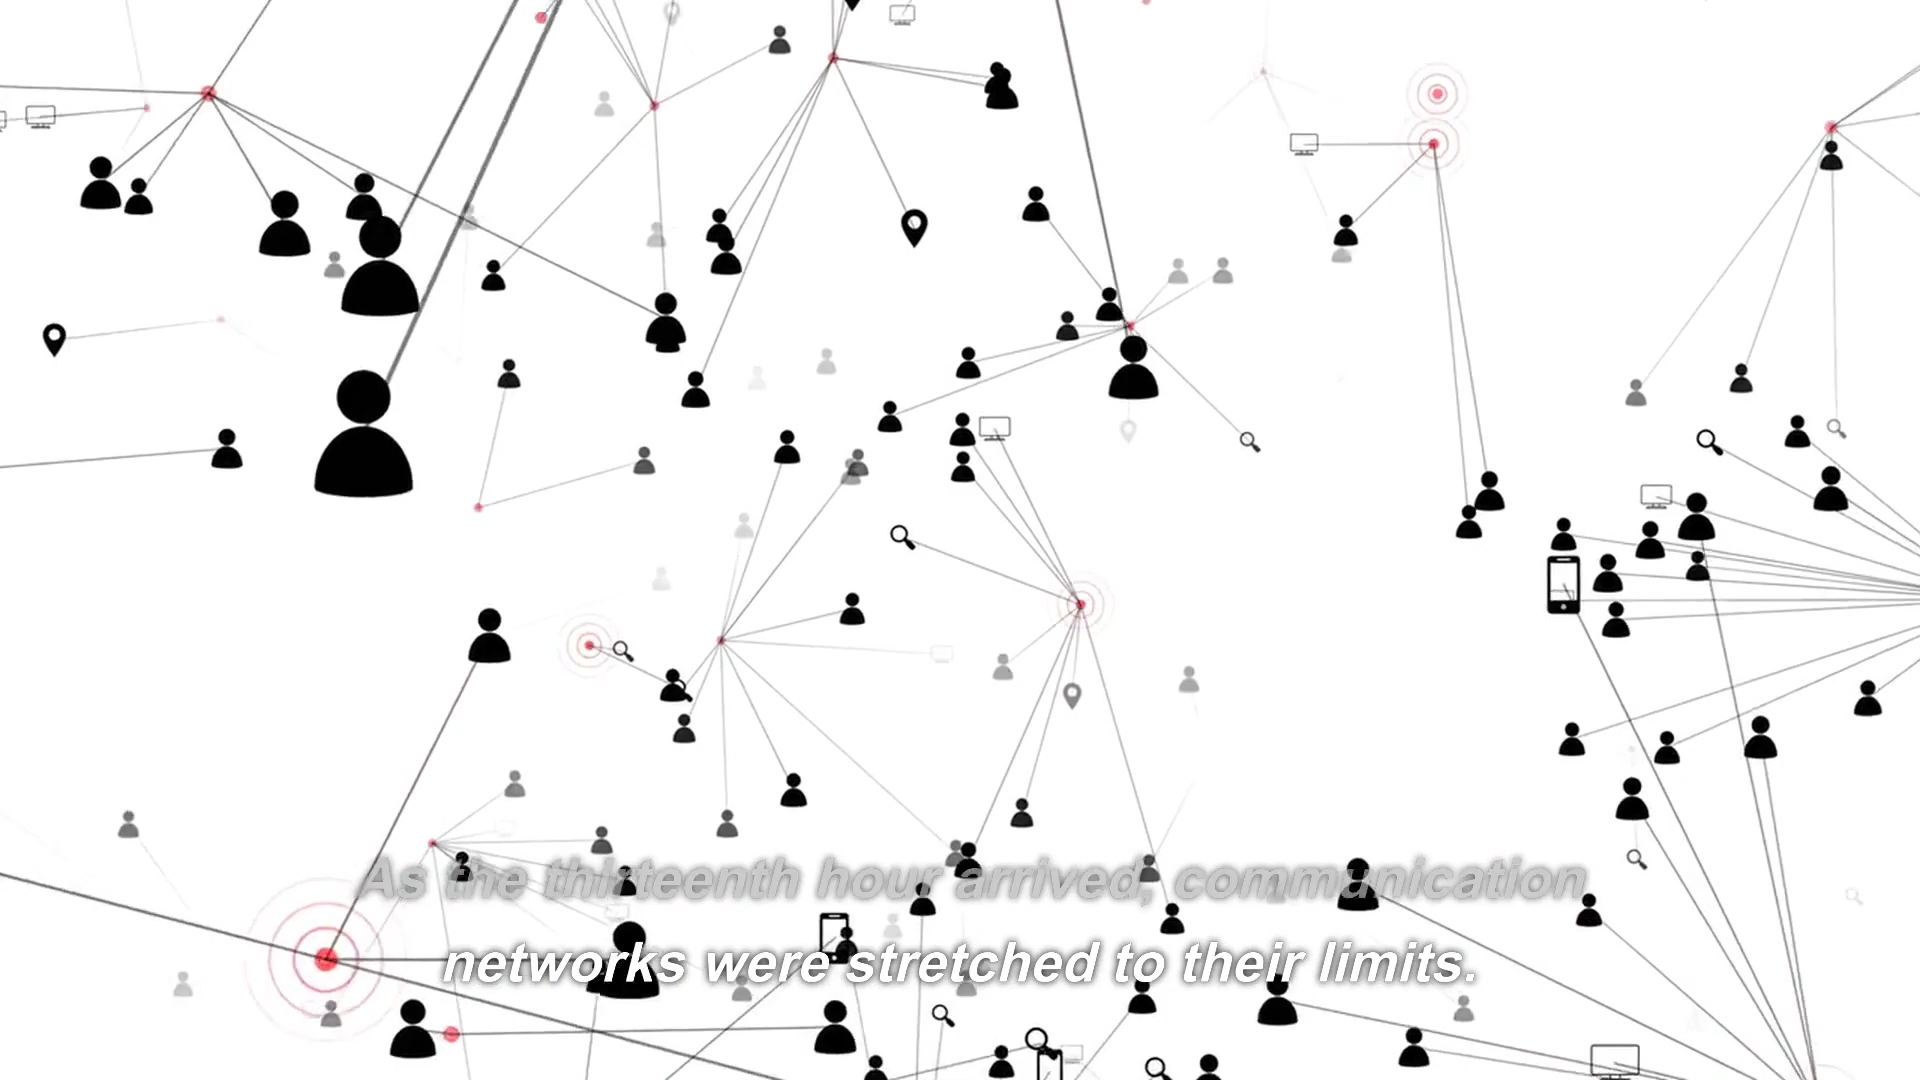 As the thirteenth hour arrived, communication
networks were stretched to their limits.